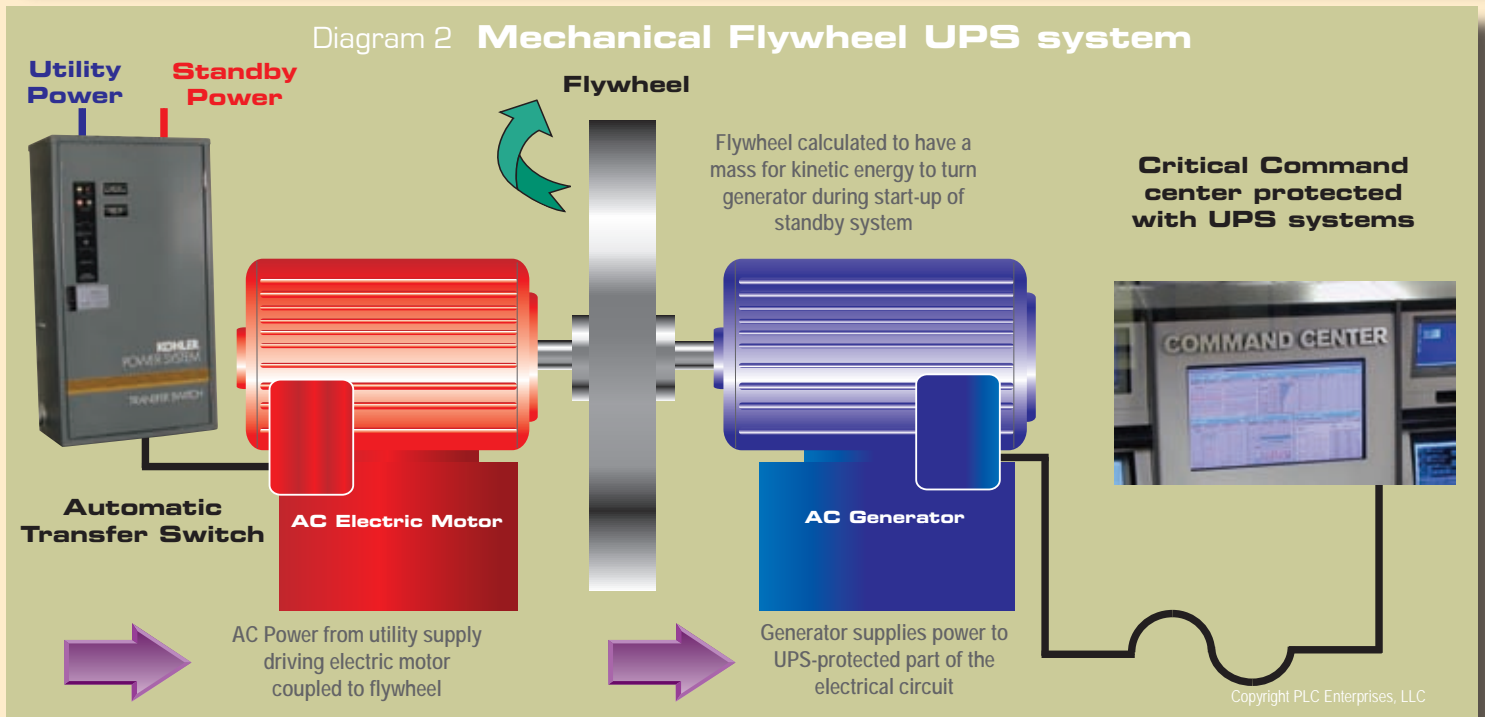 Diagram 2 Mechanical Flywheel UPS system
Utility
Power
Standby
Power
Flywheel
Flywheel calculated to have a
mass for kinetic energy to turn
generator during start-up of
standby system
Critical Command
center protected
with UPS systems
KOHLER
POWER SYSTEM
TRANSFER SWITCH
COMMAND CENTER
Automatic
Transfer Switch
AC Electric Motor
AC Generator
AC Power from utility supply
driving electric motor
coupled to flywheel
Generator supplies power to
UPS-protected part of the
electrical circuit
Copyright PLC Enterprises, LLC